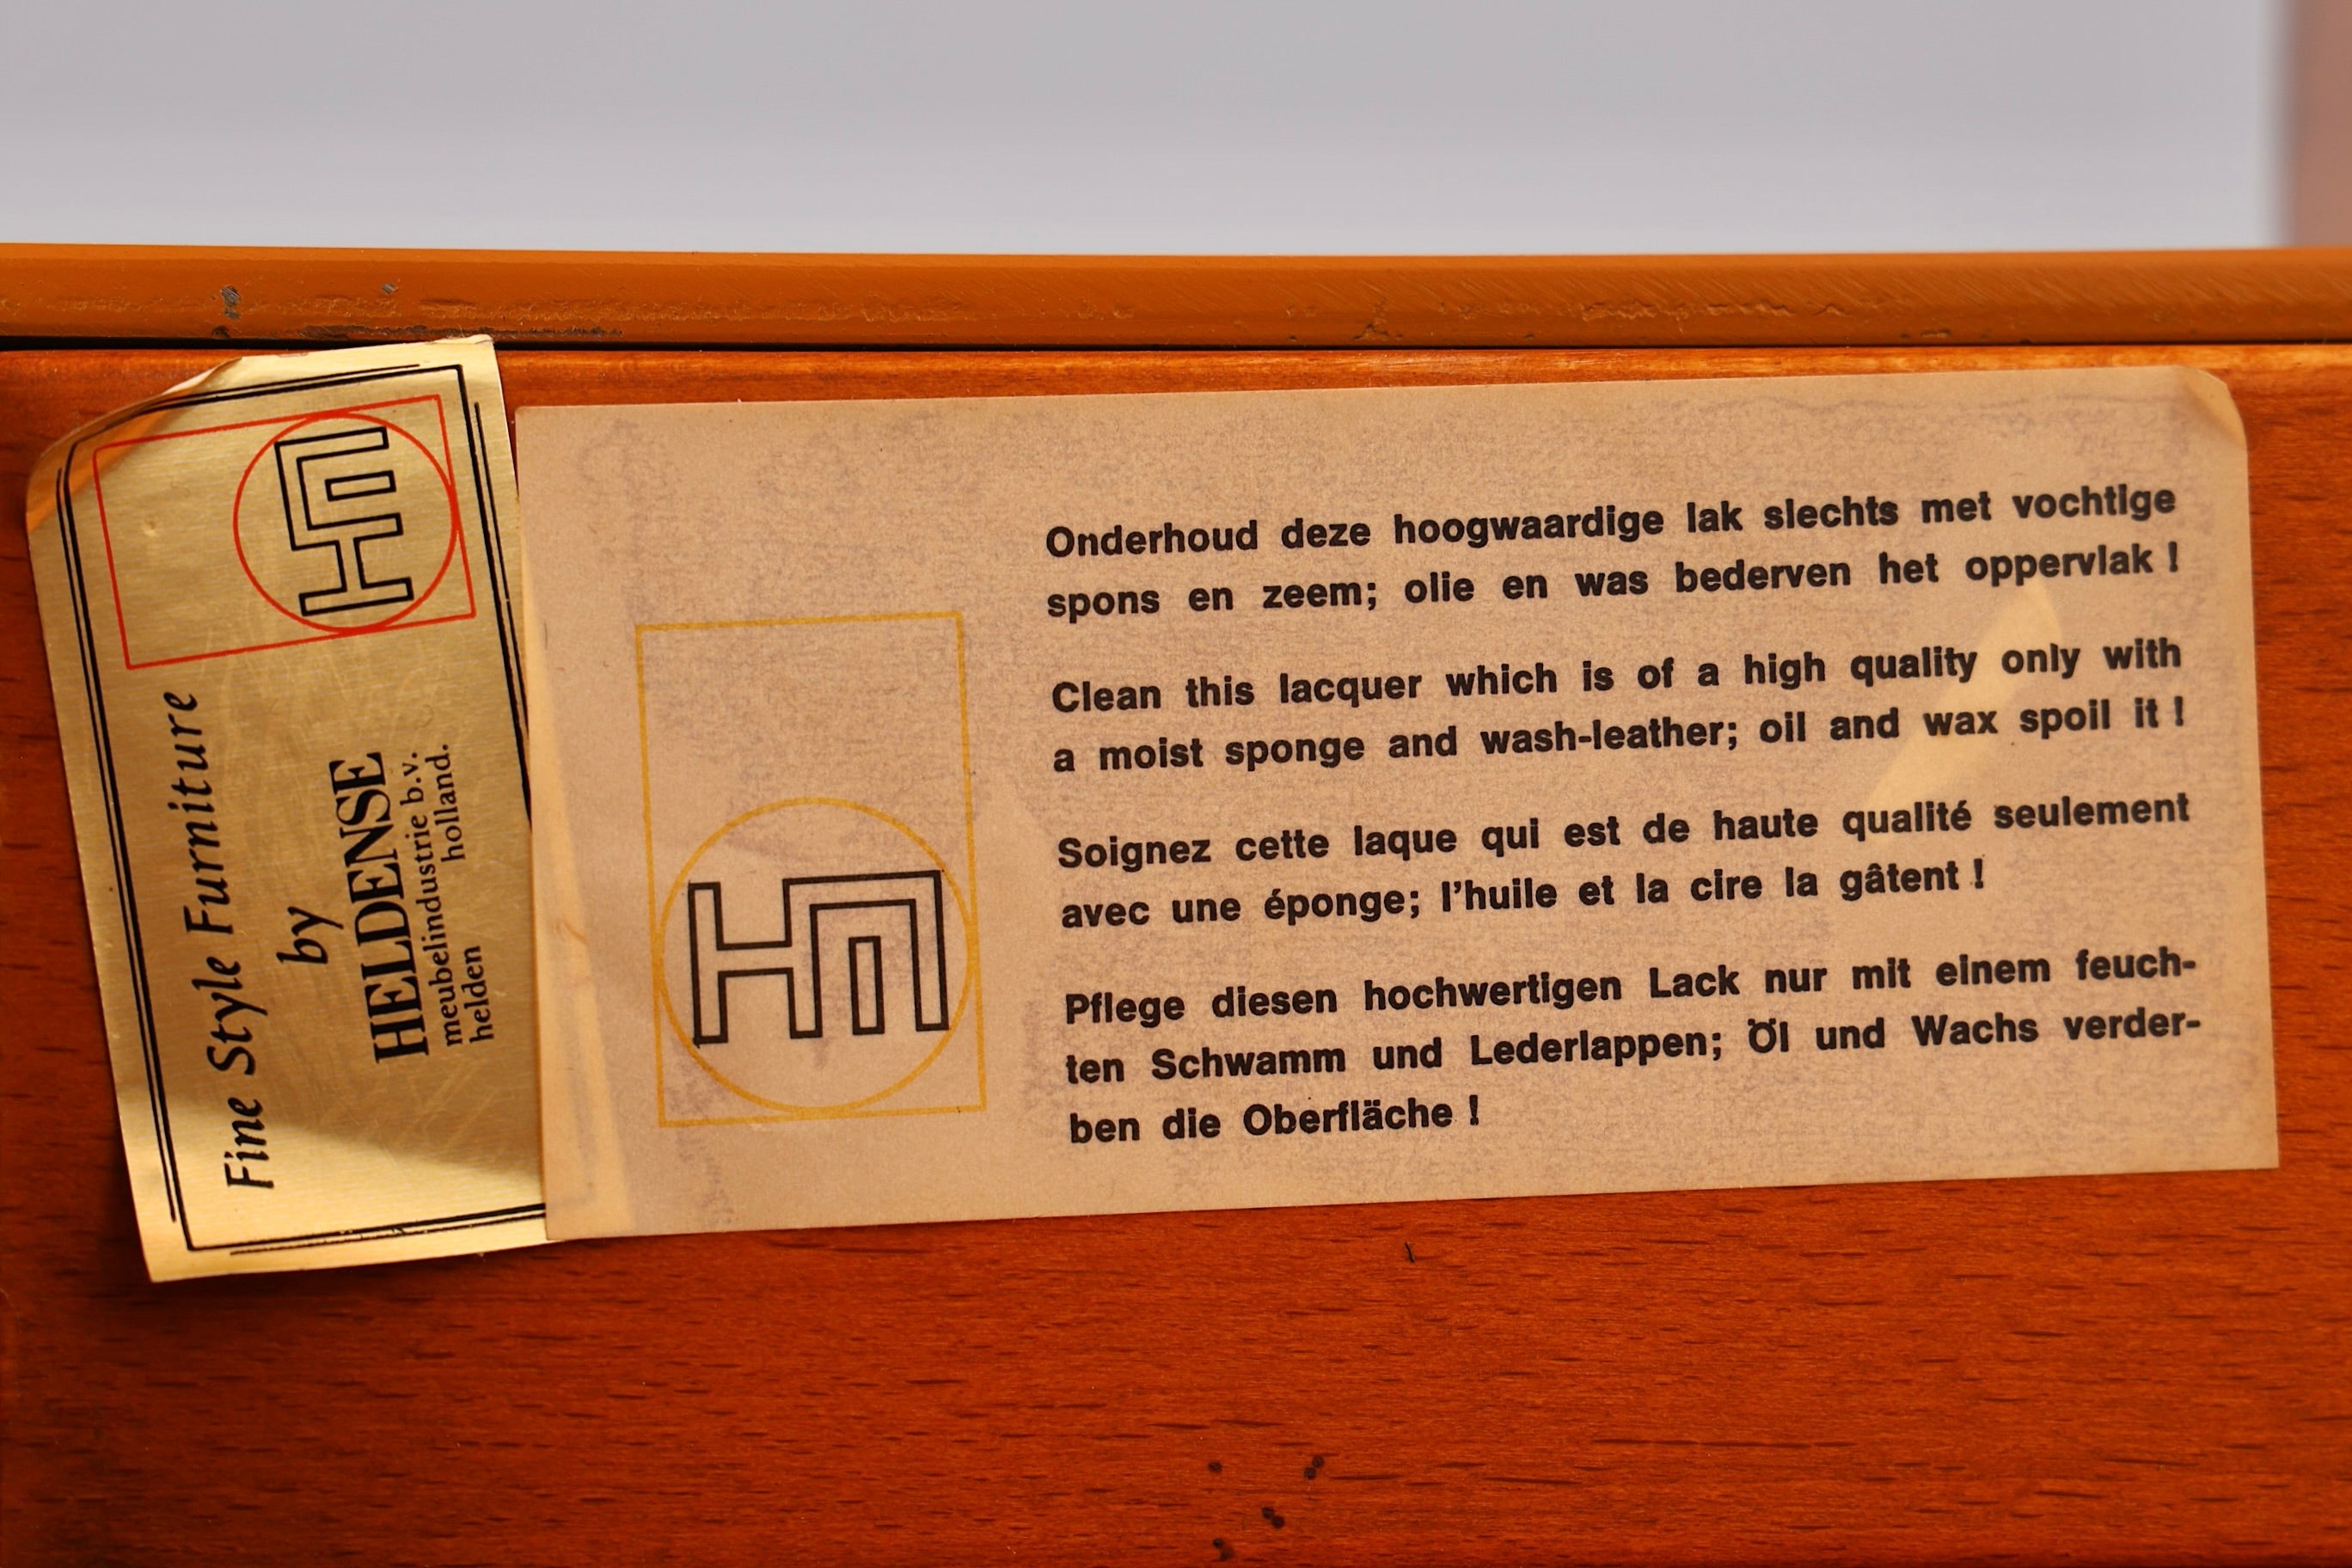 Fine Style Furniture
by
HELDENSE
meubelindustrie b.v.
helden holland.
Onderhoud deze hoogwaardige lak slechts met vochtige
spons en zeem; olie en was bederven het oppervlak !
Clean this lacquer which is of a high quality only with
a moist sponge and wash-leather; oil and wax spoil it !
Soignez cette laque qui est de haute qualité seulement
avec une éponge; l'huile et la cire la gâtent !
Pflege diesen hochwertigen Lack nur mit einem feuch-
ten Schwamm und Lederlappen; Öl und Wachs verder-
ben die Oberfläche !